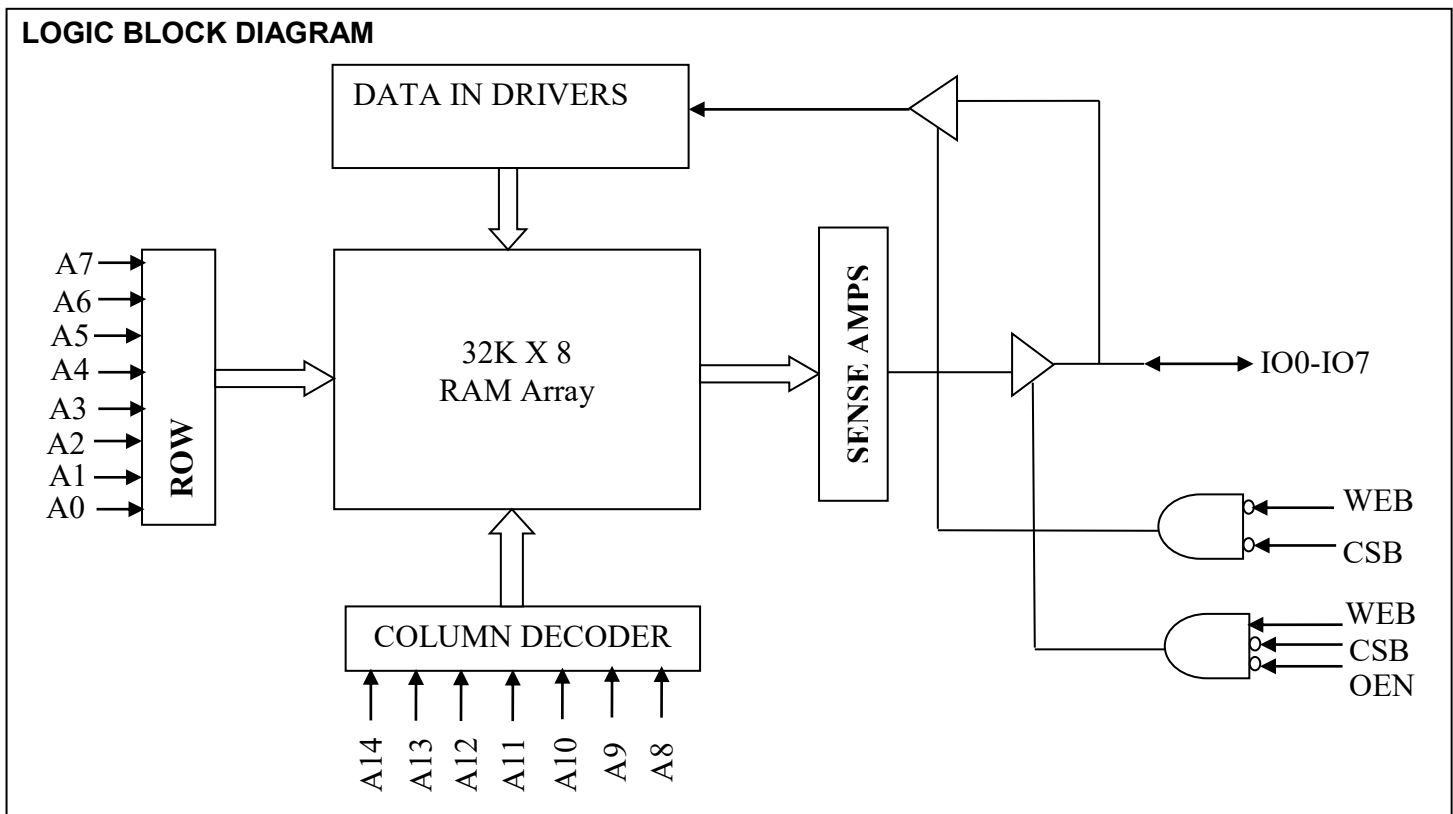 LOGIC BLOCK DIAGRAM
DATA IN DRIVERS
A7
A6
A5
A4
A3
A2
A1
A0
ROW
32K X 8
RAM Array
SENSE AMPS
IO0-IO7
WEB
CSB
WEB
CSB
OEN
COLUMN DECODER
A14
A13
A12
A11
A10
A9
A8